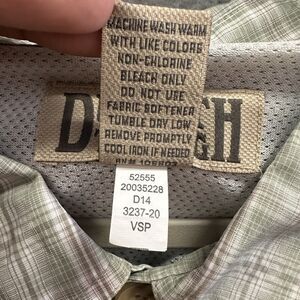 MACHINE WASH WARM
WITH LIKE COLORS
NON-CHLORINE
BLEACH ONLY
DO NOT USE
FABRIC SOFTENER
TUMBLE DRY LOW
REMOVE PROMPTLY
COOL IRON IF NEEDED
D
GH
52555
20035228
D14
3237-20
VSP